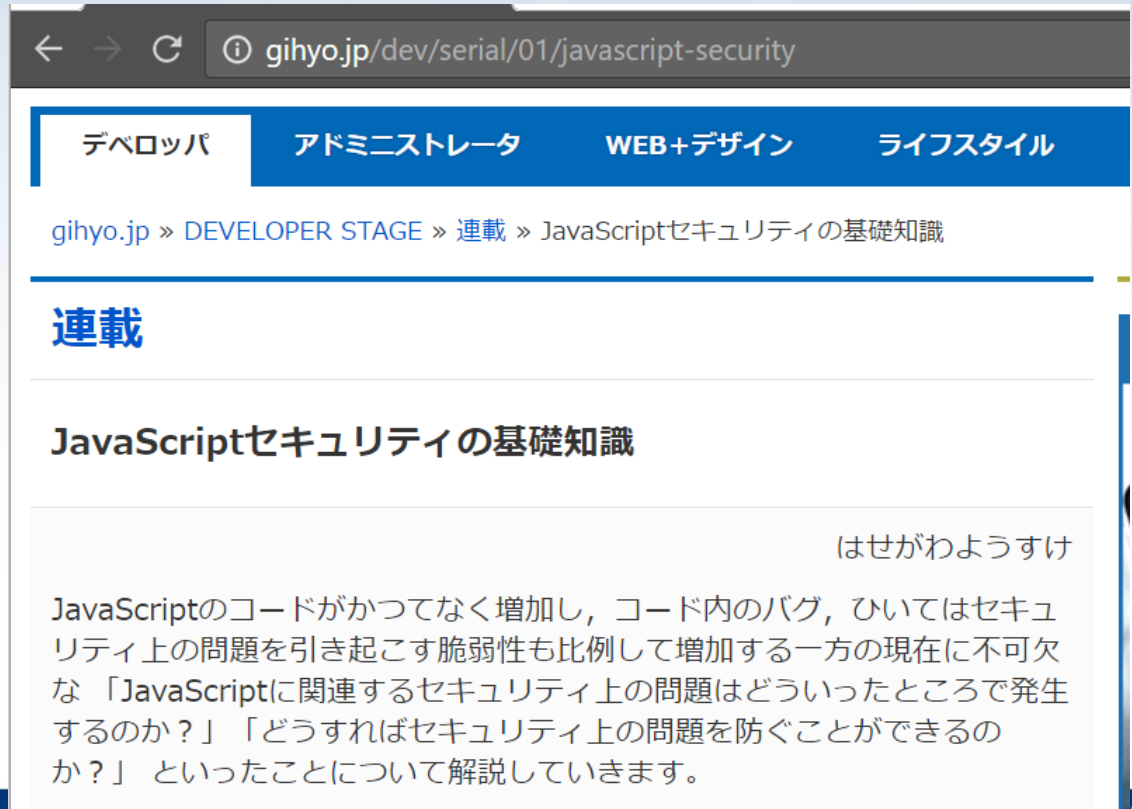 gihyo.jp/dev/serial/01/javascript-security
デベロッパ アドミニストレータ WEB+デザイン ライフスタイル
gihyo.jp » DEVELOPER STAGE » 連載 » JavaScriptセキュリティの基礎知識
連載
JavaScriptセキュリティの基礎知識
はせがわようすけ
JavaScriptのコードがかつてなく増加し，コード内のバグ，ひいてはセキュ
リティ上の問題を引き起こす脆弱性も比例して増加する一方の現在に不可欠
な 「JavaScriptに関連するセキュリティ上の問題はどういったところで発生
するのか？」「どうすればセキュリティ上の問題を防ぐことができるの
か？」 といったことについて解説していきます。